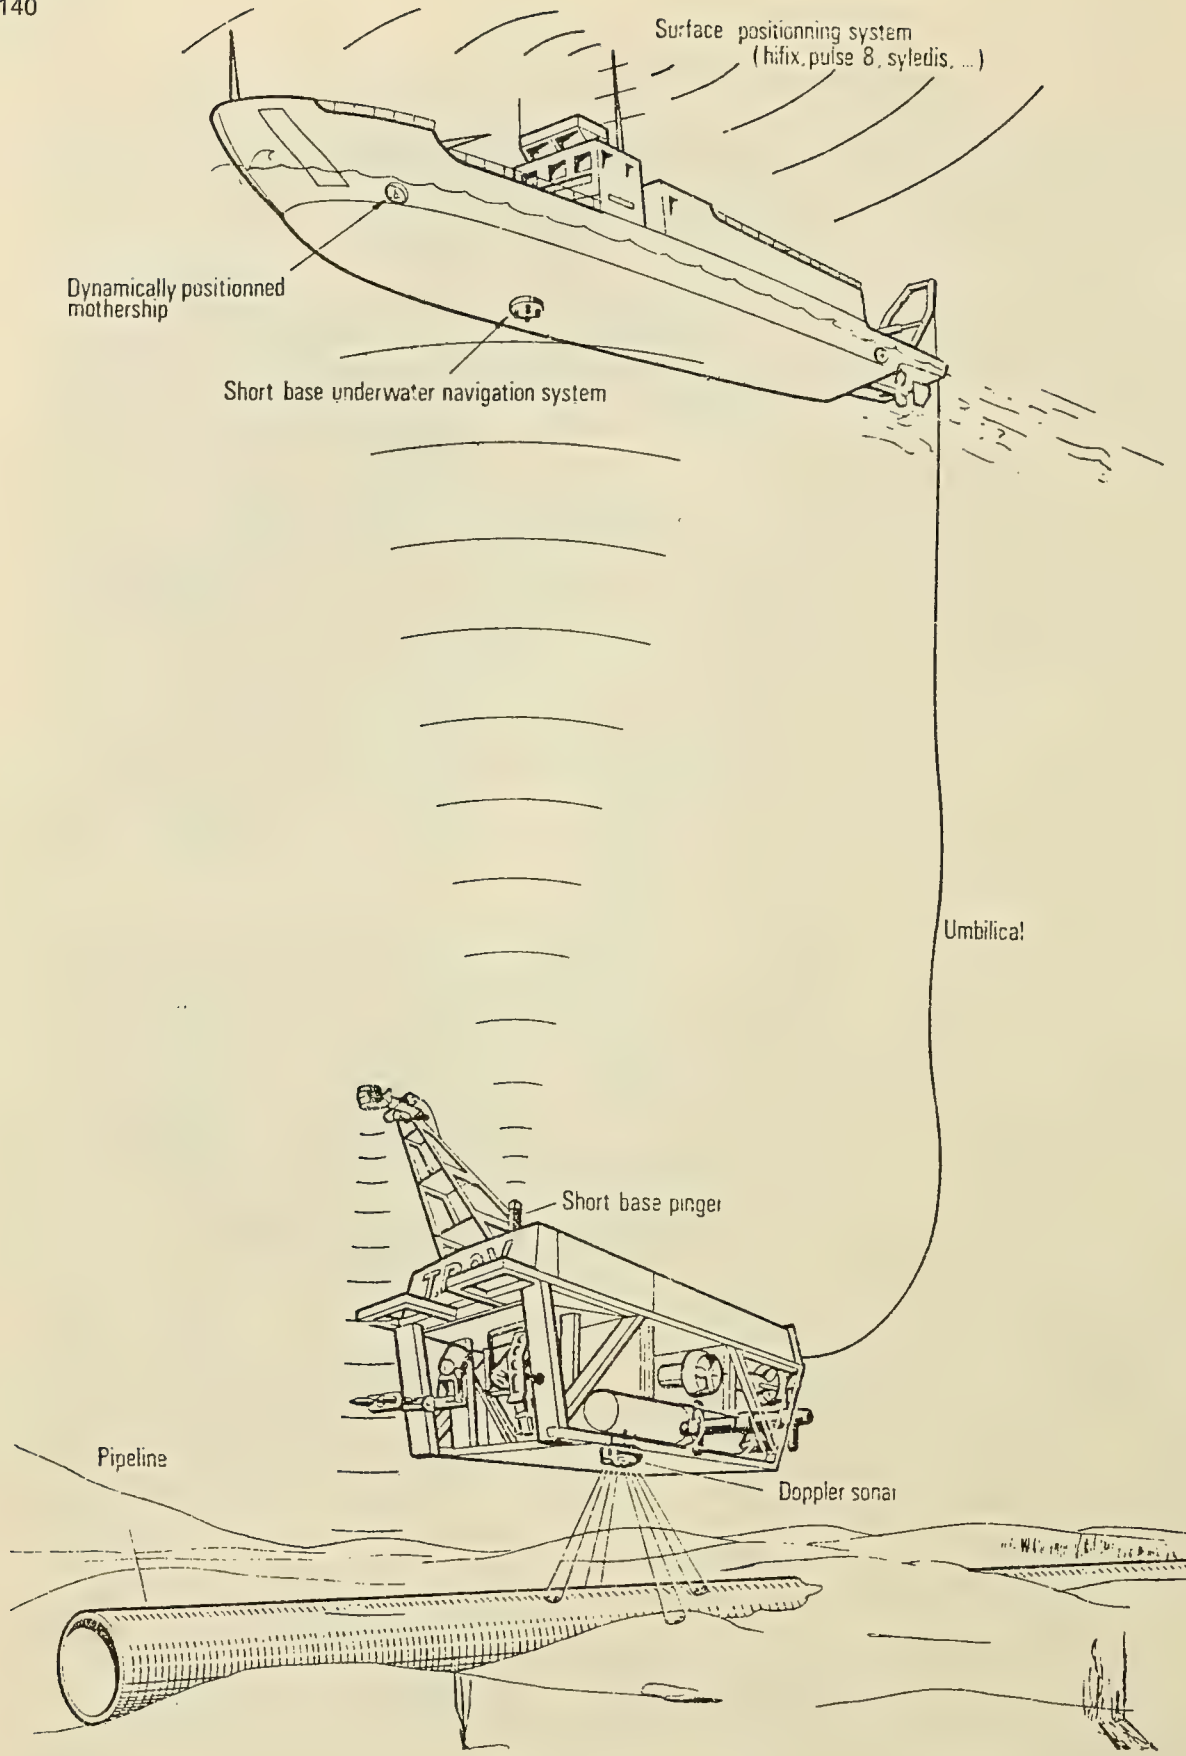 140
Surface positionning system
(hifix, pulse 8, syledis, ...)
Dynamically positionned
mothership
Short base underwater navigation system
Umbilical
Short base pinger
T.R.O.V
Pipeline
Doppler sonar